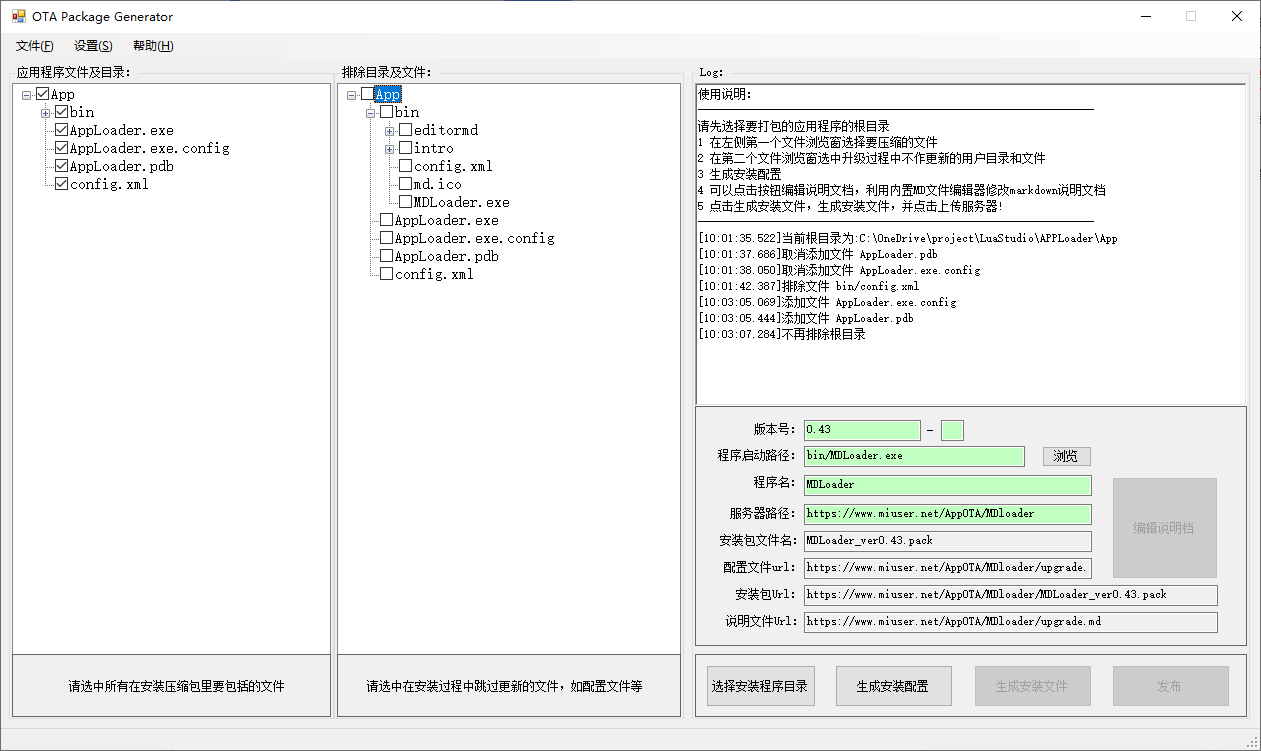 OTA Package Generator
文件(F) 设置(S) 帮助(H)
应用程序文件及目录:
App
bin
AppLoader.exe
AppLoader.exe.config
AppLoader.pdb
config.xml
请选中所有在安装压缩包里要包括的文件
排除目录及文件:
App
bin
editormd
intro
config.xml
md.ico
MDLoader.exe
AppLoader.exe
AppLoader.exe.config
AppLoader.pdb
config.xml
请选中在安装过程中跳过更新的文件，如配置文件等
Log:
使用说明:
请先选择要打包的应用程序的根目录
1 在左侧第一个文件浏览窗选择要压缩的文件
2 在第二个文件浏览窗选中升级过程中不作更新的用户目录和文件
3 生成安装配置
4 可以点击按钮编辑说明文档，利用内置MD文件编辑器修改markdown说明文档
5 点击生成安装文件，生成安装文件，并点击上传服务器!
[10:01:35.522]当前根目录为:C:\OneDrive\project\LuaStudio\APPLoader\App
[10:01:37.686]取消添加文件 AppLoader.pdb
[10:01:38.050]取消添加文件 AppLoader.exe.config
[10:01:42.387]排除文件 bin/config.xml
[10:03:05.069]添加文件 AppLoader.exe.config
[10:03:05.444]添加文件 AppLoader.pdb
[10:03:07.284]不再排除根目录
版本号: 0.43 -
程序启动路径: bin/MDLoader.exe 浏览
程序名: MDLoader
服务器路径: https://www.miuser.net/AppOTA/MDloader
安装包文件名: MDLoader_ver0.43.pack
编辑说明档
配置文件url: https://www.miuser.net/AppOTA/MDloader/upgrade.
安装包Url: https://www.miuser.net/AppOTA/MDloader/MDLoader_ver0.43.pack
说明文件Url: https://www.miuser.net/AppOTA/MDloader/upgrade.md
选择安装程序目录 生成安装配置 生成安装文件 发布